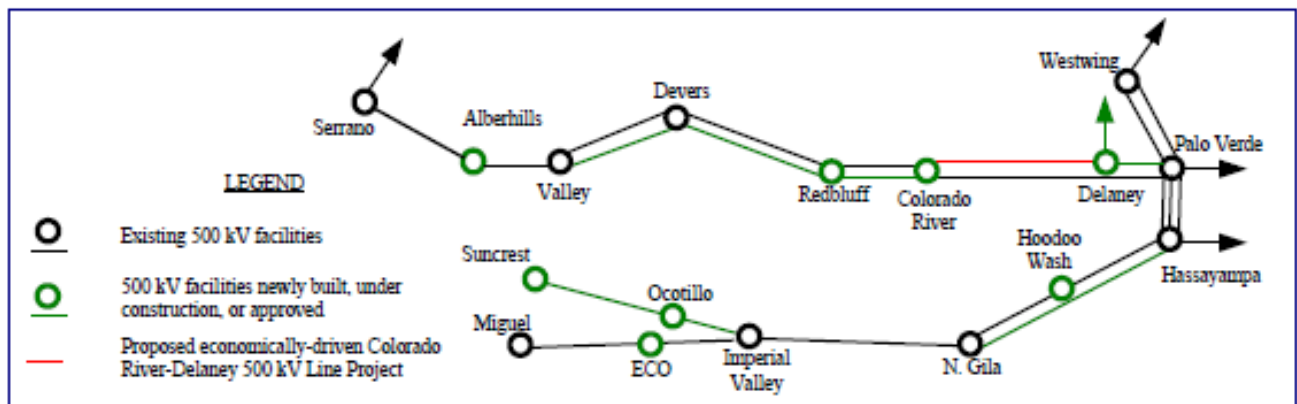 Westwing
Devers
Alberhills
Serrano
Palo Verde
LEGEND
Valley
Redbluff
Colorado
River
Delaney
Existing 500 kV facilities
Hoodoo
Wash
Suncrest
Hassayampa
500 kV facilities newly built, under
construction, or approved
Ocotillo
Miguel
Proposed economically-driven Colorado
River-Delaney 500 kV Line Project
ECO
Imperial
Valley
N. Gila